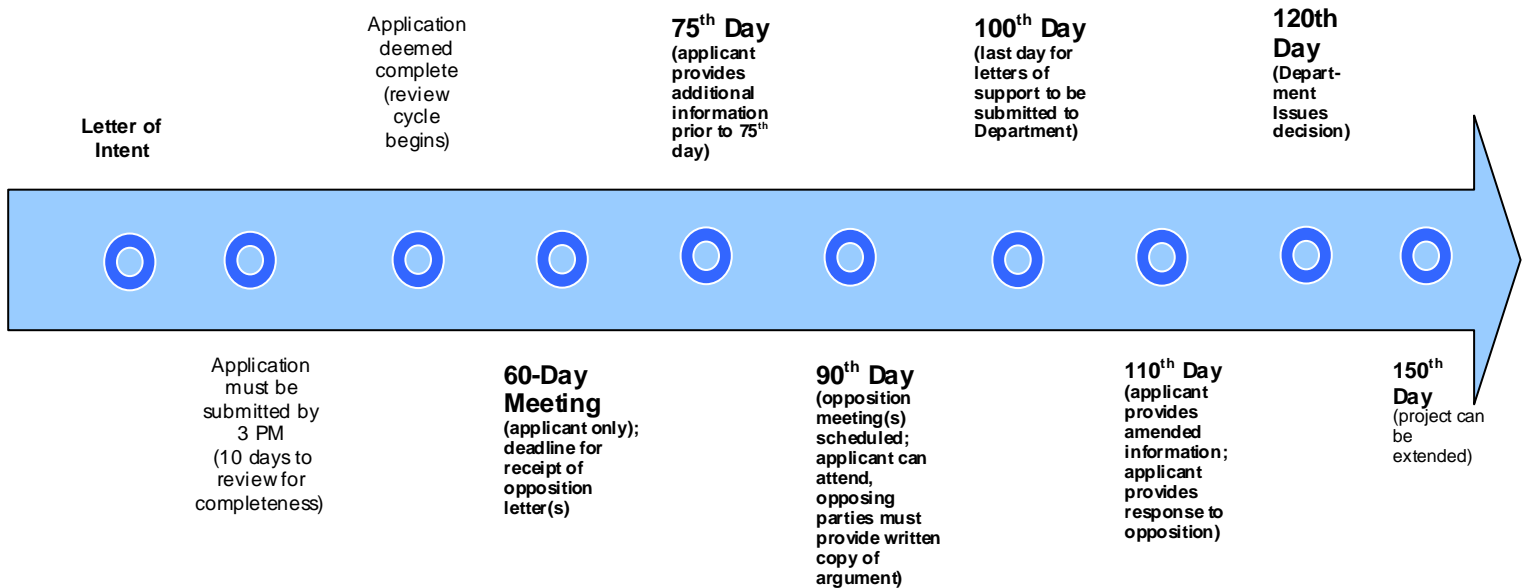 Letter of
Intent
Application
must be
submitted by
3 PM
(10 days to
review for
completeness)
Application
deemed
complete
(review
cycle
begins)
60-Day
Meeting
(applicant only);
deadline for
receipt of
opposition
letter(s)
75th Day
(applicant
provides
additional
information
prior to 75th
day)
90th Day
(opposition
meeting(s)
scheduled;
applicant can
attend,
opposing
parties must
provide written
copy of
argument)
100th Day
(last day for
letters of
support to be
submitted to
Department)
110th Day
(applicant
provides
amended
information;
applicant
provides
response to
opposition)
120th
Day
(Depart-
ment
Issues
decision)
150th
Day
(project can
be
extended)